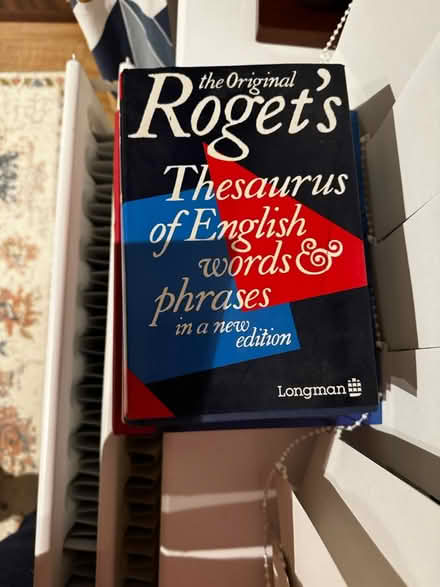 the Original
Roget's
Thesaurus
of English
words &
phrases
in a new
edition
Longman